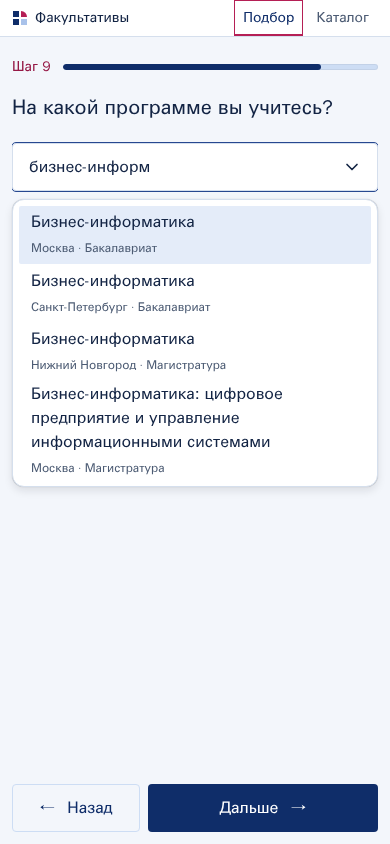 Факультативы
Подбор
Каталог
Шаг 9
На какой программе вы учитесь?
бизнес-информ
Бизнес-информатика
Москва · Бакалавриат
Бизнес-информатика
Санкт-Петербург · Бакалавриат
Бизнес-информатика
Нижний Новгород · Магистратура
Бизнес-информатика: цифровое
предприятие и управление
информационными системами
Москва · Магистратура
← Назад
Дальше →